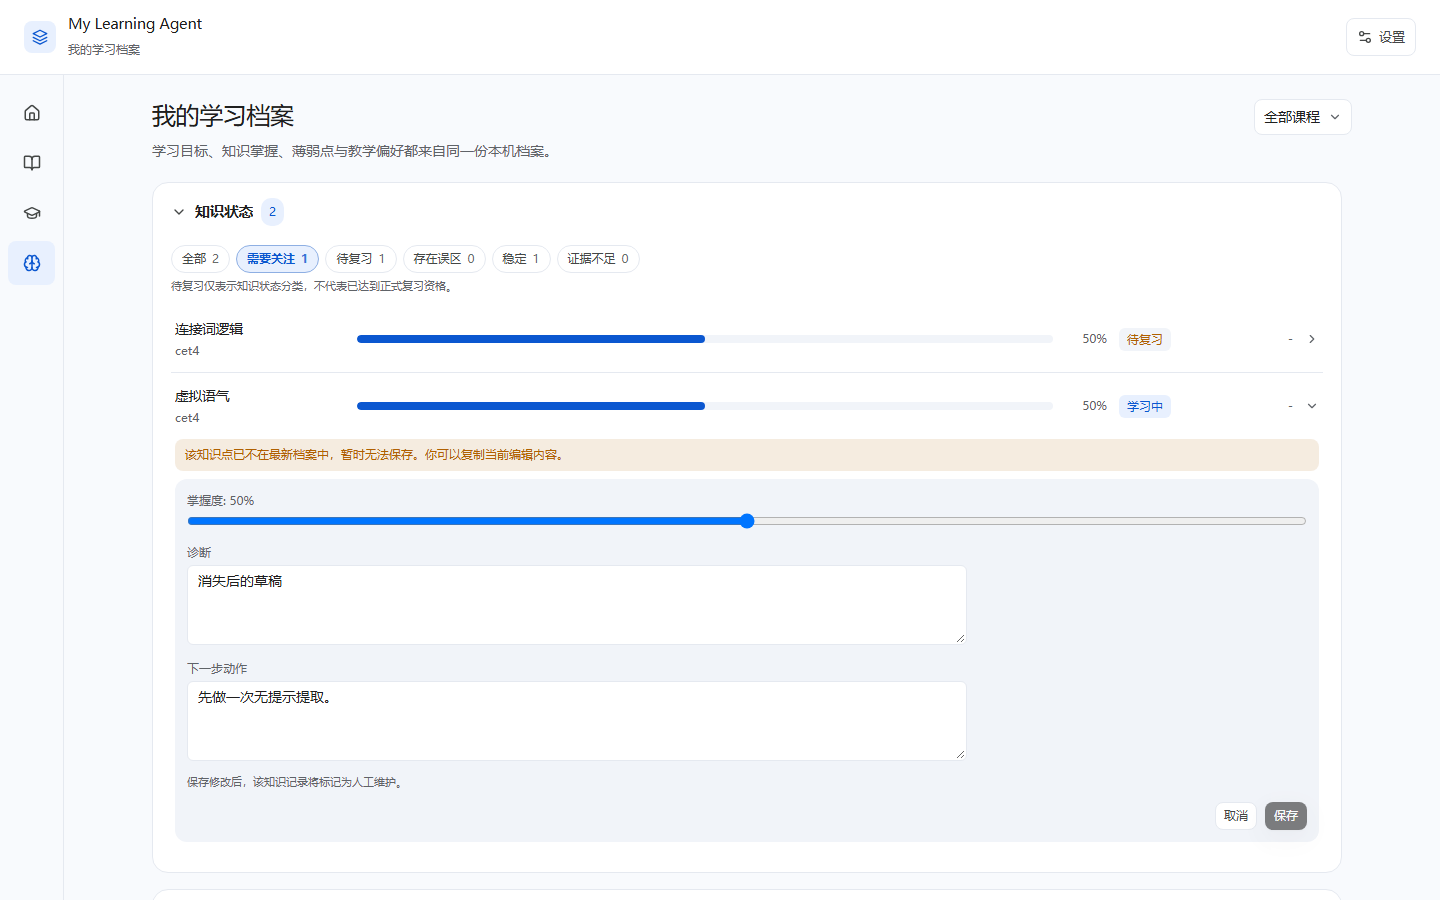 My Learning Agent
我的学习档案
设置
我的学习档案
全部课程
学习目标、知识掌握、薄弱点与教学偏好都来自同一份本机档案。
知识状态 2
全部 2 需要关注 1 待复习 1 存在误区 0 稳定 1 证据不足 0
待复习仅表示知识状态分类，不代表已达到正式复习资格。
连接词逻辑
cet4
50% 待复习 -
虚拟语气
cet4
50% 学习中 -
该知识点已不在最新档案中，暂时无法保存。你可以复制当前编辑内容。
掌握度: 50%
诊断
消失后的草稿
下一步动作
先做一次无提示提取。
保存修改后，该知识记录将标记为人工维护。
取消 保存